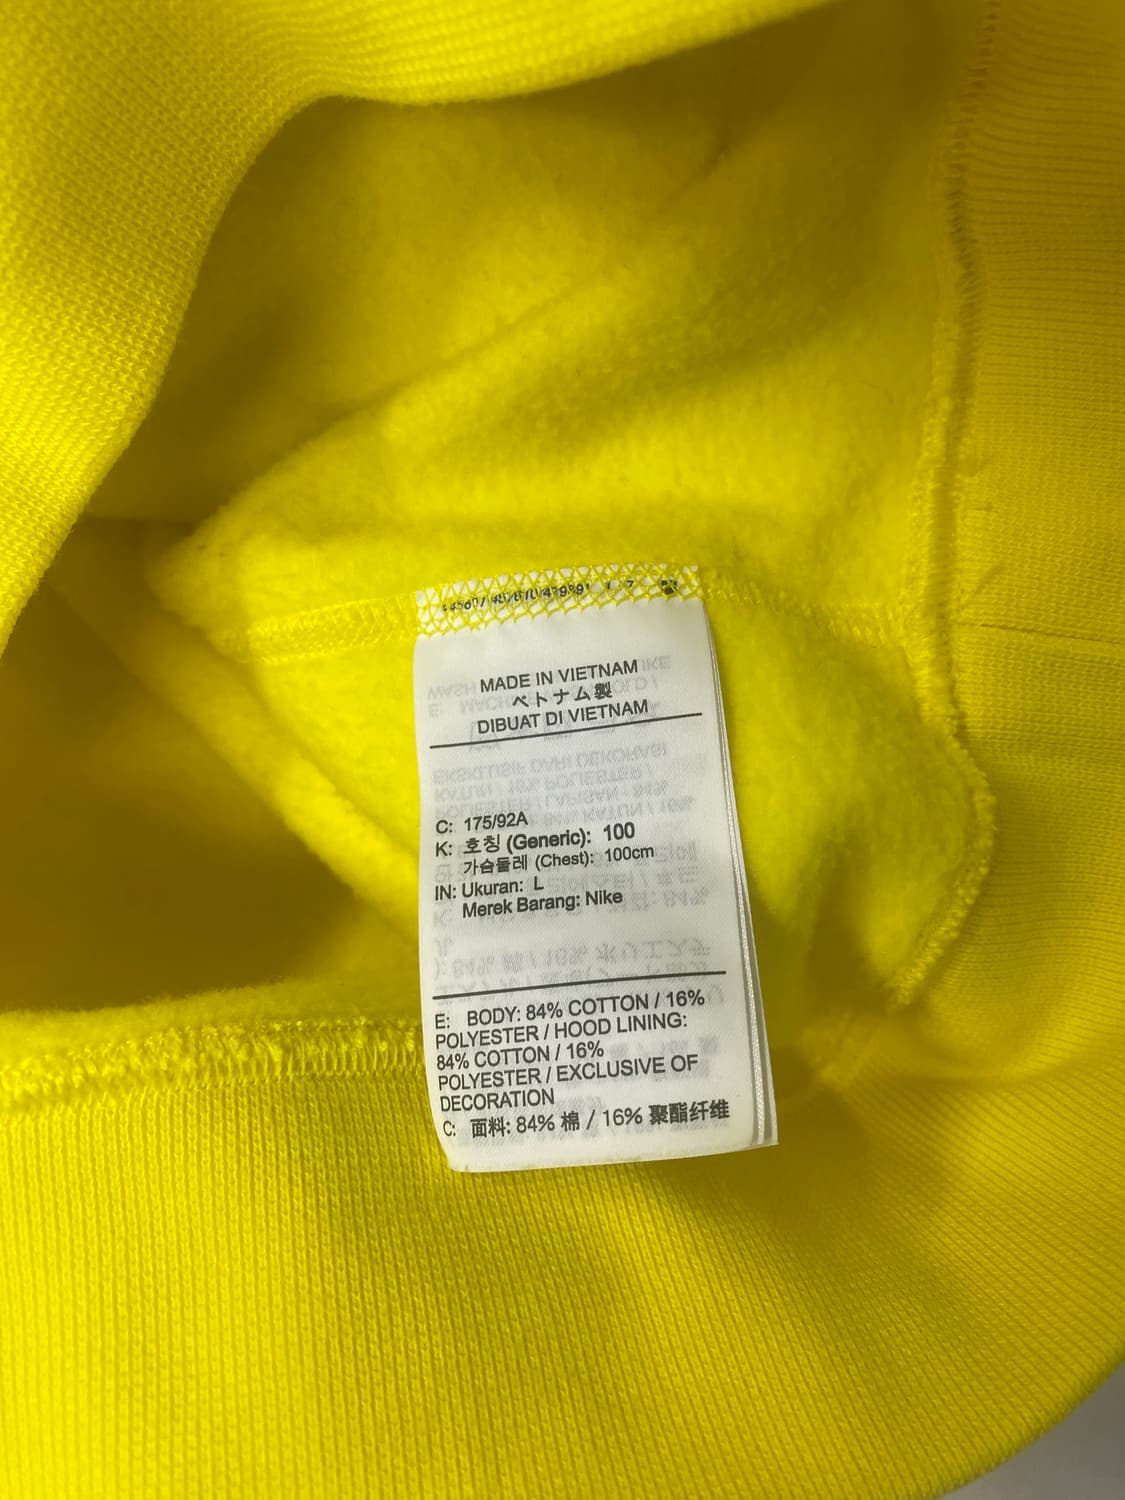 MADE IN VIETNAM
ベトナム製
DIBUAT DI VIETNAM
C: 175/92A
K: 호칭 (Generic): 100
가슴둘레 (Chest): 100cm
IN: Ukuran: L
Merek Barang: Nike
E: BODY: 84% COTTON / 16%
POLYESTER / HOOD LINING:
84% COTTON / 16%
POLYESTER / EXCLUSIVE OF
DECORATION
C: 面料: 84% 棉 / 16% 聚酯纤维